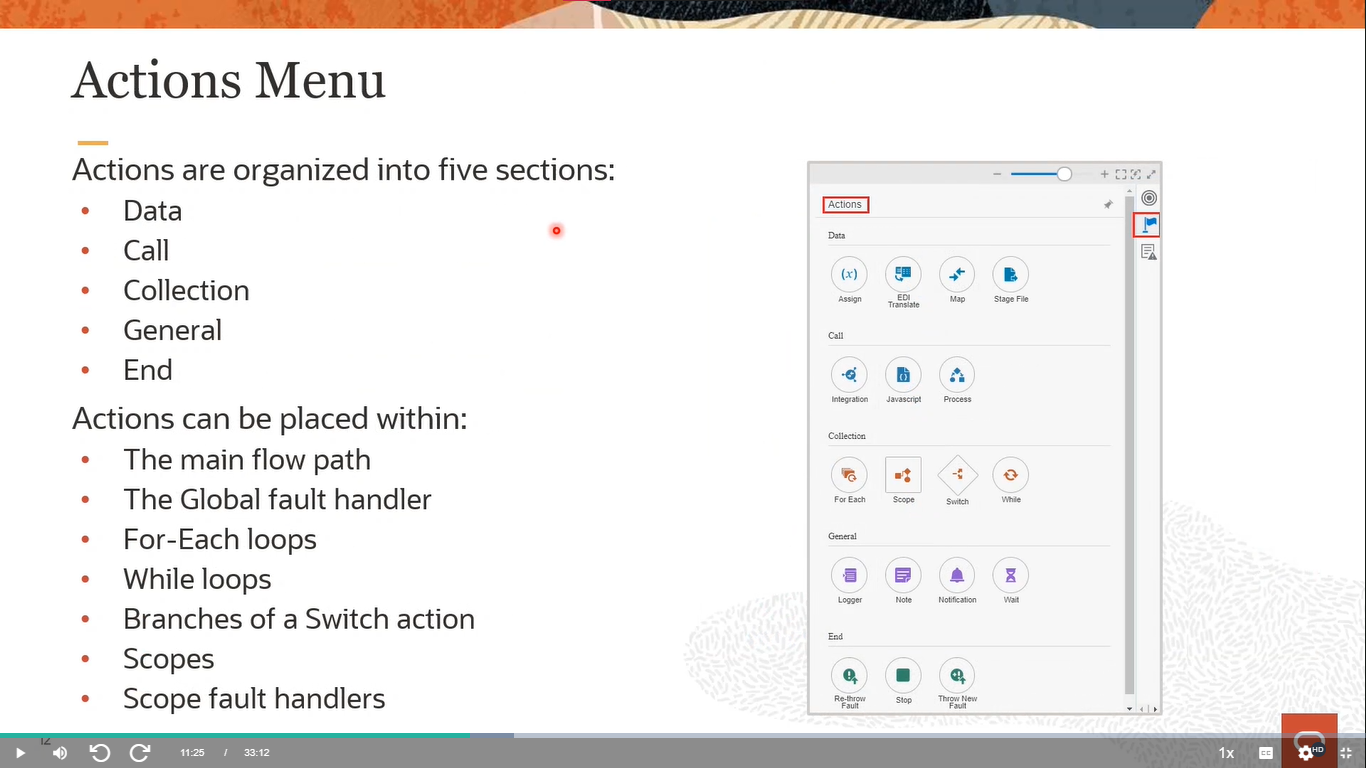 Actions Menu
Actions are organized into five sections:
• Data
• Call
• Collection
• General
• End
Actions can be placed within:
• The main flow path
• The Global fault handler
• For-Each loops
• While loops
• Branches of a Switch action
• Scopes
• Scope fault handlers
Actions
Data
Assign
EDI
Translate
Map
Stage File
Call
Integration
Javascript
Process
Collection
For Each
Scope
Switch
While
General
Logger
Note
Notification
Wait
End
Re-throw
Fault
Stop
Throw New
Fault
12
11:25 / 33:12
1x
CC
HD